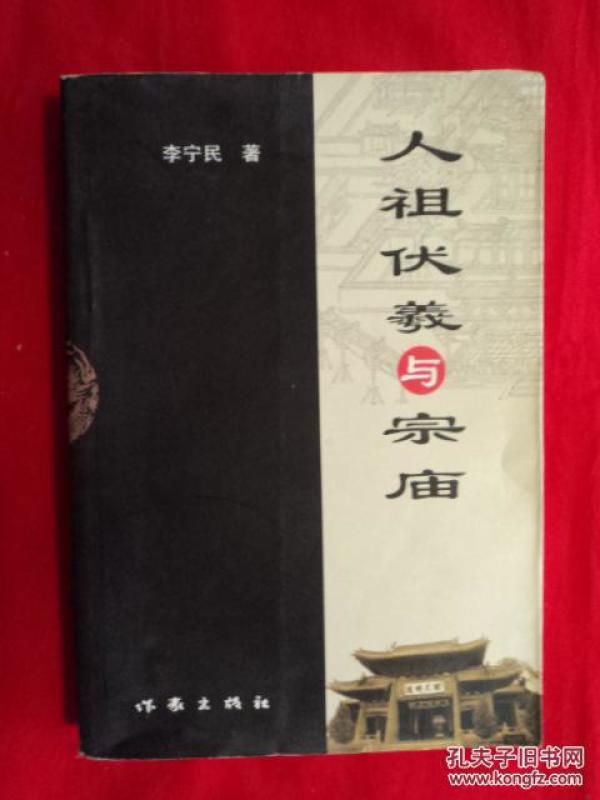 李宁民 著
人祖伏羲与宗庙
作家出版社
孔夫子旧书网
www.kongfz.com